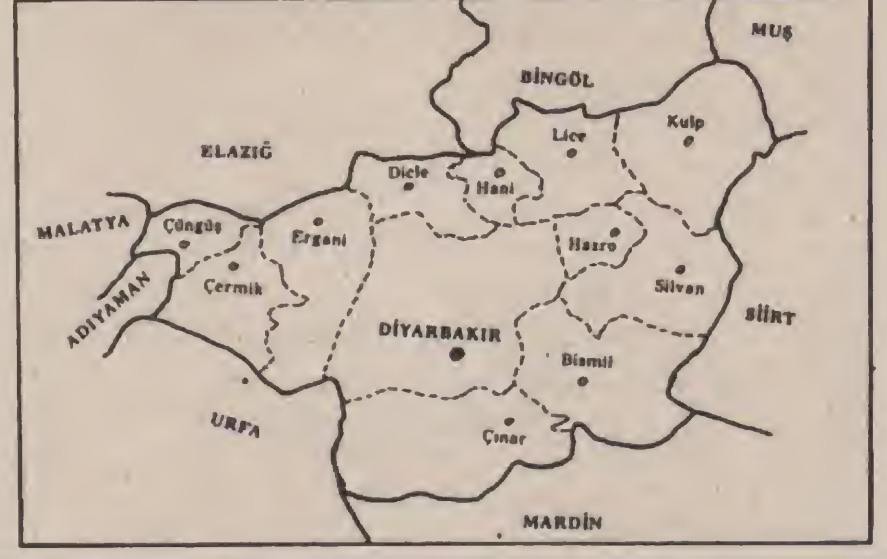 MUŞ
BİNGÖL
Kulp
Lice
ELAZIĞ
Dicle
Hani
MALATYA
Çüngüş
Ergani
Hazro
ADIYAMAN
Çermik
Silvan
SİİRT
DİYARBAKIR
Bismil
URFA
Çınar
MARDİN